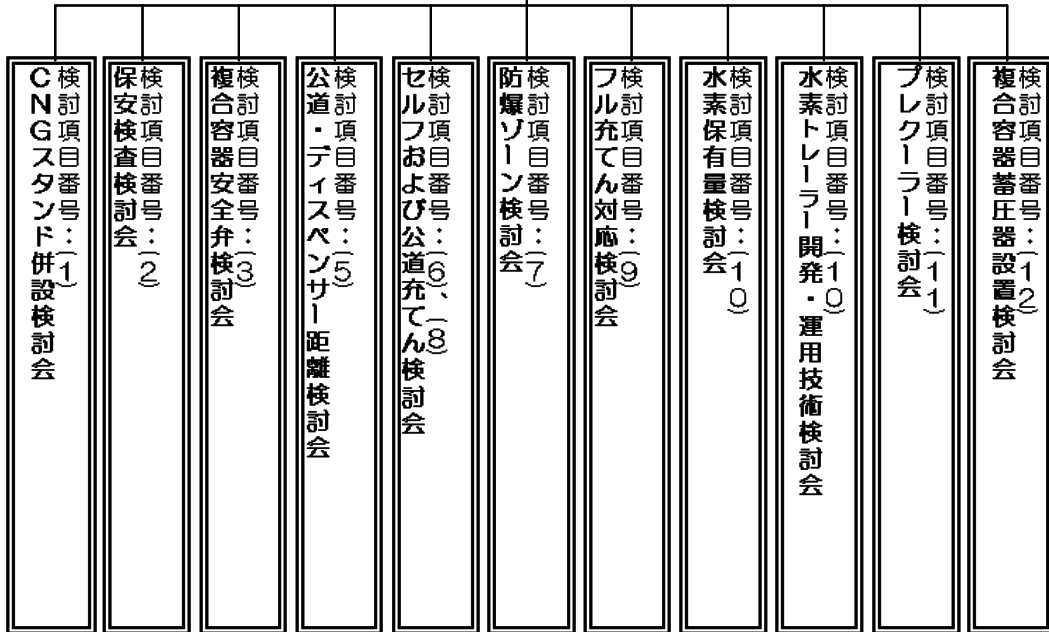 検討項目番号：(1)
CNGスタンド併設検討会
検討項目番号：(2)
保安検査検討会
検討項目番号：(3)
複合容器安全弁検討会
検討項目番号：(5)
公道・ディスペンサー距離検討会
検討項目番号：(6)、(8)
セルフおよび公道充てん検討会
検討項目番号：(7)
防爆ゾーン検討会
検討項目番号：(9)
フル充てん対応検討会
検討項目番号：(10)
水素保有量検討会
検討項目番号：(10)
水素トレーラー開発・運用技術検討会
検討項目番号：(11)
プレクーラー検討会
検討項目番号：(12)
複合容器蓄圧器設置検討会